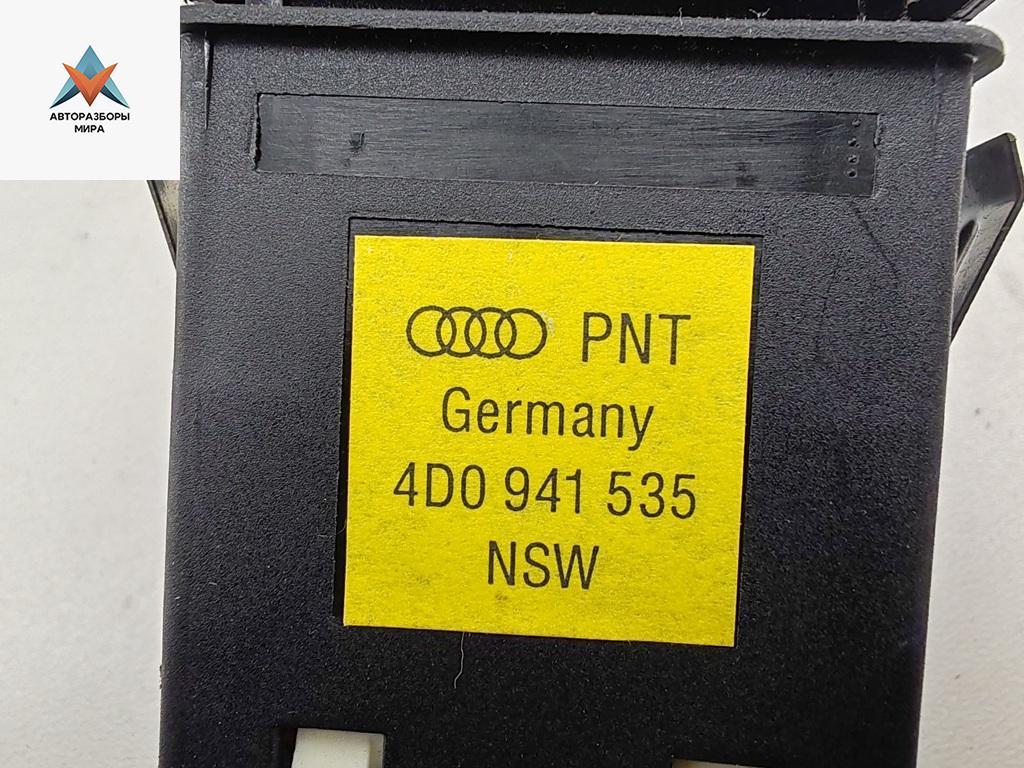 АВТОРАЗБОРЫ
МИРА
PNT
Germany
4D0 941 535
NSW